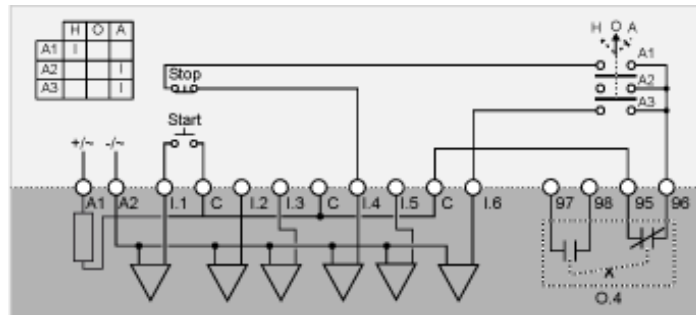 H O A
A1 I
A2 I
A3 I
H O A
A1
A2
A3
Stop
Start
+/~ -/~
A1 A2 I.1 C I.2 I.3 C I.4 I.5 C I.6 97 98 95 96
O.4